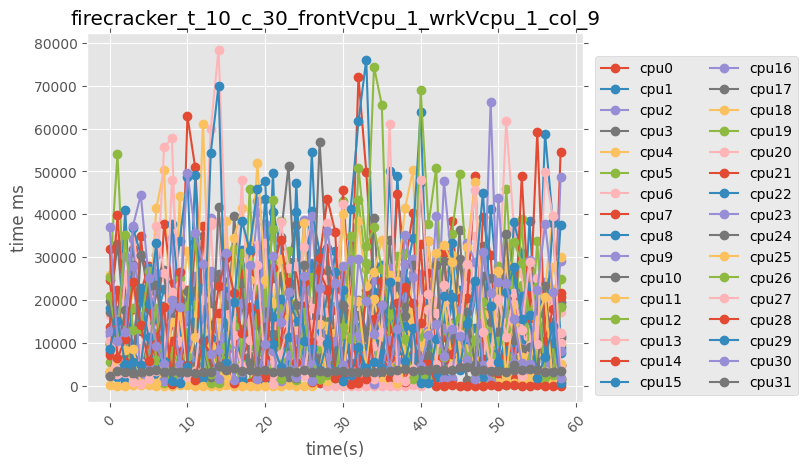 firecracker_t_10_c_30_frontVcpu_1_wrkVcpu_1_col_9
80000
70000
60000
50000
40000
30000
20000
10000
0
time ms
0
10
20
30
40
50
60
time(s)
cpu0
cpu1
cpu2
cpu3
cpu4
cpu5
cpu6
cpu7
cpu8
cpu9
cpu10
cpu11
cpu12
cpu13
cpu14
cpu15
cpu16
cpu17
cpu18
cpu19
cpu20
cpu21
cpu22
cpu23
cpu24
cpu25
cpu26
cpu27
cpu28
cpu29
cpu30
cpu31